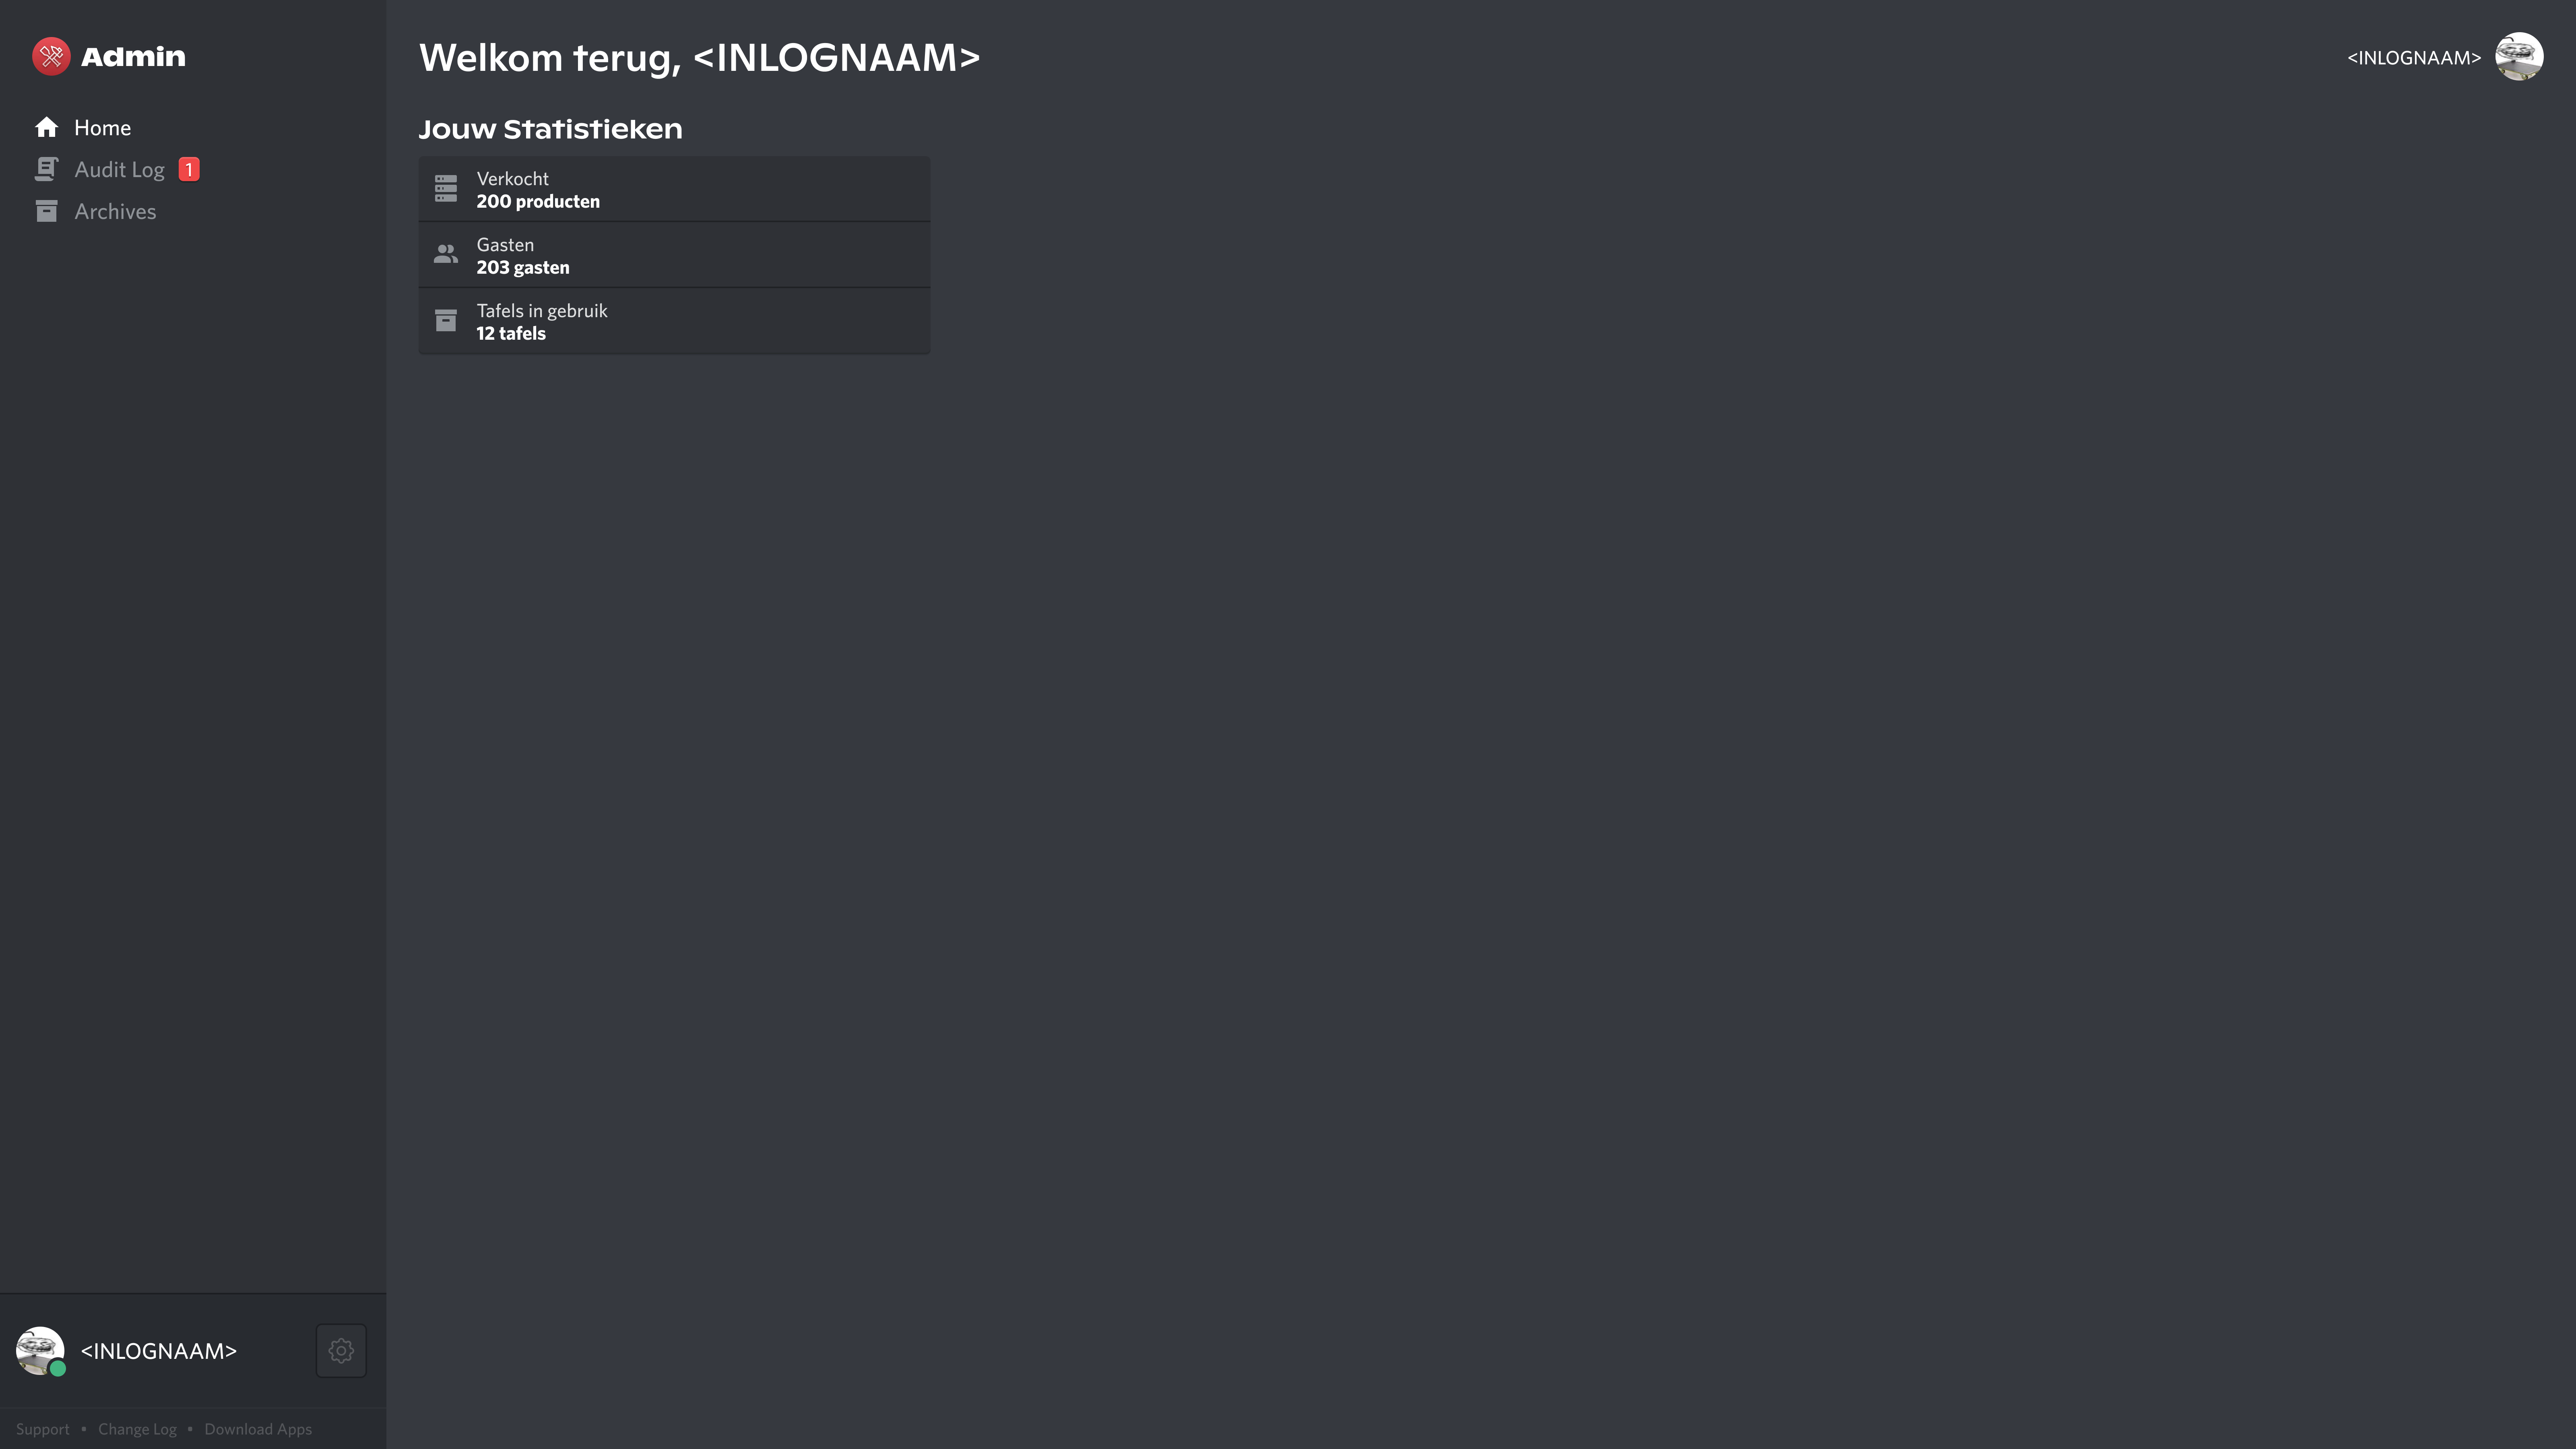 Admin
Home
Audit Log 1
Archives
Welkom terug, <INLOGNAAM>
<INLOGNAAM>
Jouw Statistieken
Verkocht
200 producten
Gasten
203 gasten
Tafels in gebruik
12 tafels
<INLOGNAAM>
Support • Change Log • Download Apps